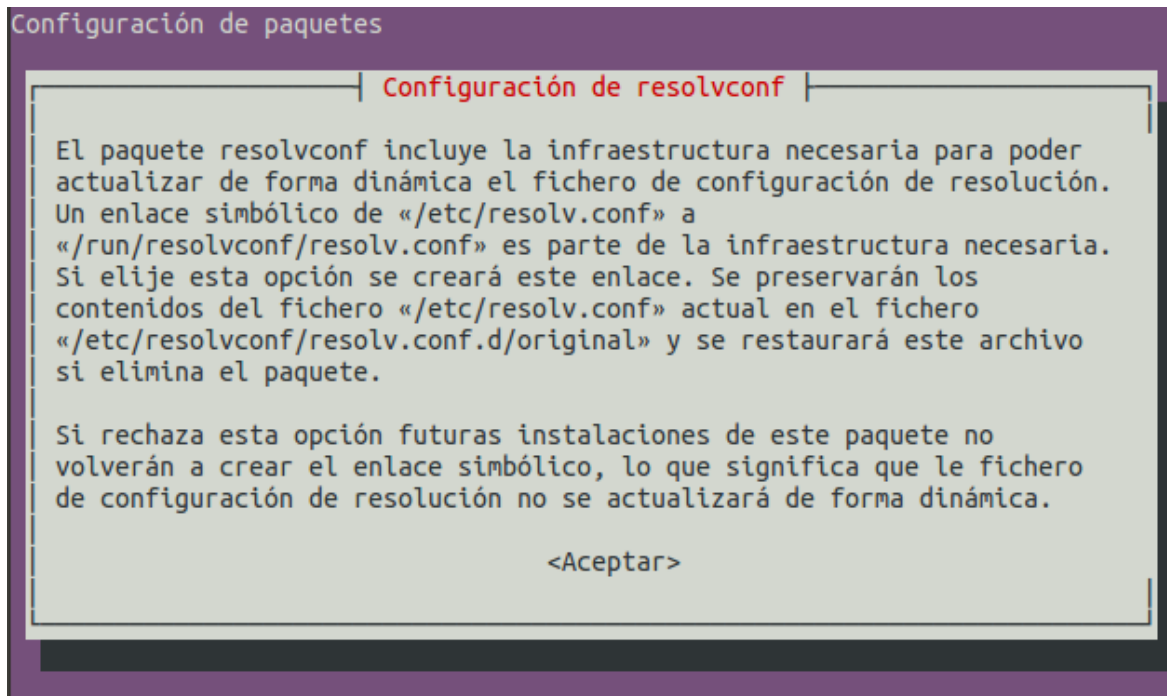 Configuración de paquetes
Configuración de resolvconf
El paquete resolvconf incluye la infraestructura necesaria para poder
actualizar de forma dinámica el fichero de configuración de resolución.
Un enlace simbólico de «/etc/resolv.conf» a
«/run/resolvconf/resolv.conf» es parte de la infraestructura necesaria.
Si elije esta opción se creará este enlace. Se preservarán los
contenidos del fichero «/etc/resolv.conf» actual en el fichero
«/etc/resolvconf/resolv.conf.d/original» y se restaurará este archivo
si elimina el paquete.
Si rechaza esta opción futuras instalaciones de este paquete no
volverán a crear el enlace simbólico, lo que significa que le fichero
de configuración de resolución no se actualizará de forma dinámica.
<Aceptar>